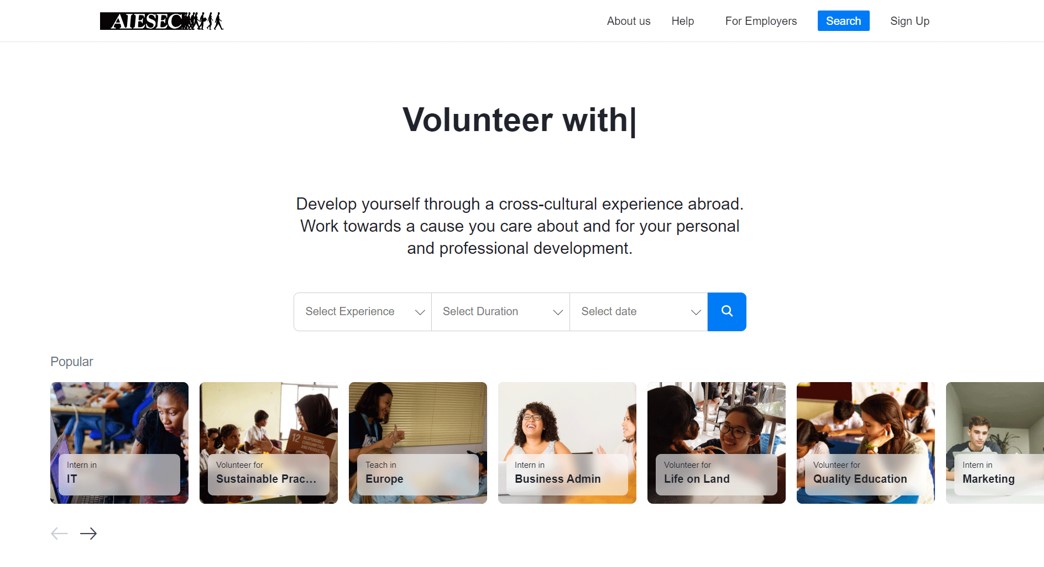 AIESEC
About us
Help
For Employers
Search
Sign Up
Volunteer with|
Develop yourself through a cross-cultural experience abroad.
Work towards a cause you care about and for your personal
and professional development.
Select Experience
Select Duration
Select date
Popular
Intern in
IT
Volunteer for
Sustainable Prac...
Teach in
Europe
Intern in
Business Admin
Volunteer for
Life on Land
Volunteer for
Quality Education
Intern in
Marketing